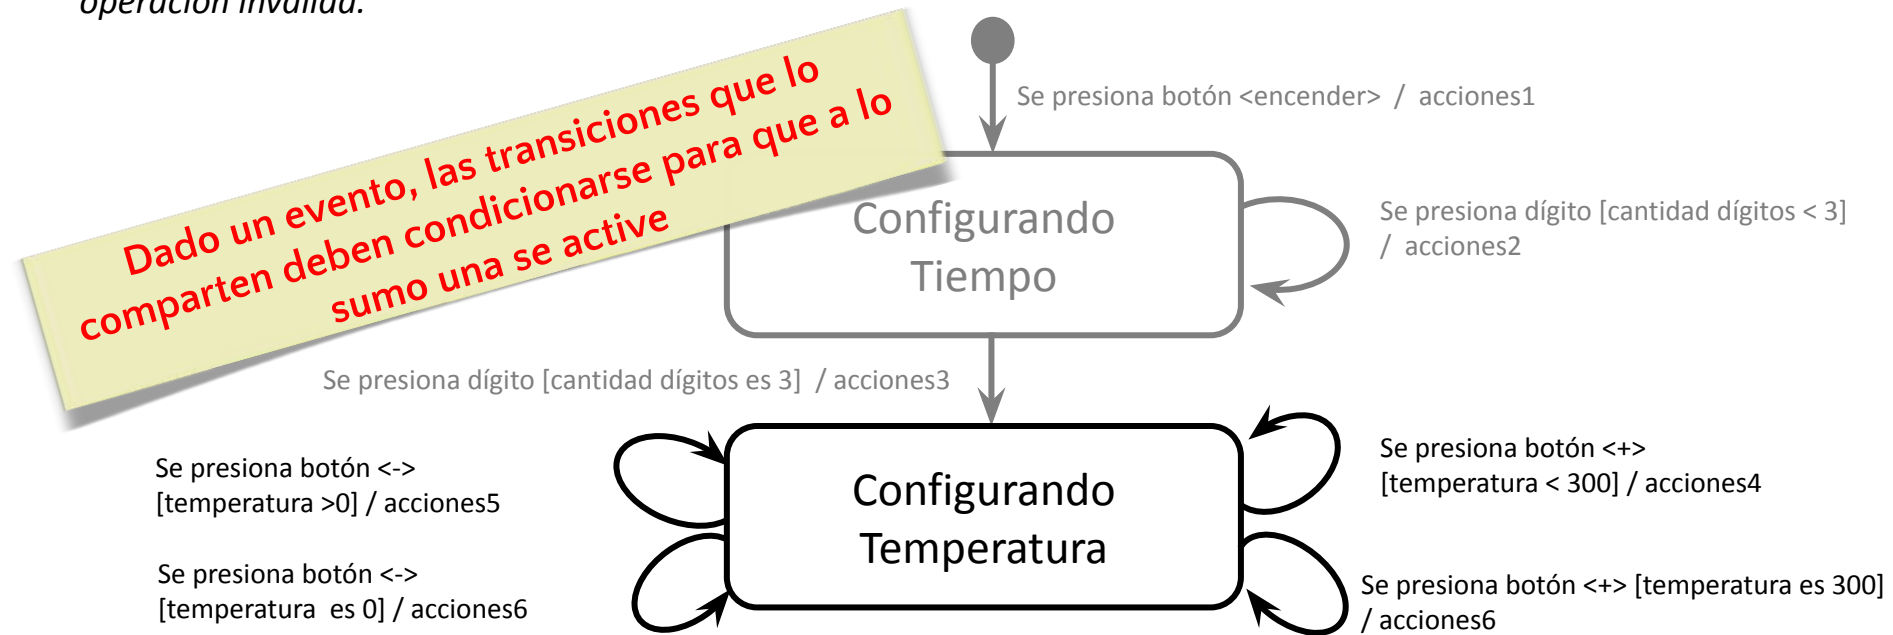 operación inválida.
Dado un evento, las transiciones que lo
comparten deben condicionarse para que a lo
sumo una se active
Se presiona botón <encender> / acciones1
Configurando
Tiempo
Se presiona dígito [cantidad dígitos < 3]
/ acciones2
Se presiona dígito [cantidad dígitos es 3] / acciones3
Se presiona botón <->
[temperatura >0] / acciones5
Configurando
Temperatura
Se presiona botón <+>
[temperatura < 300] / acciones4
Se presiona botón <->
[temperatura es 0] / acciones6
Se presiona botón <+> [temperatura es 300]
/ acciones6